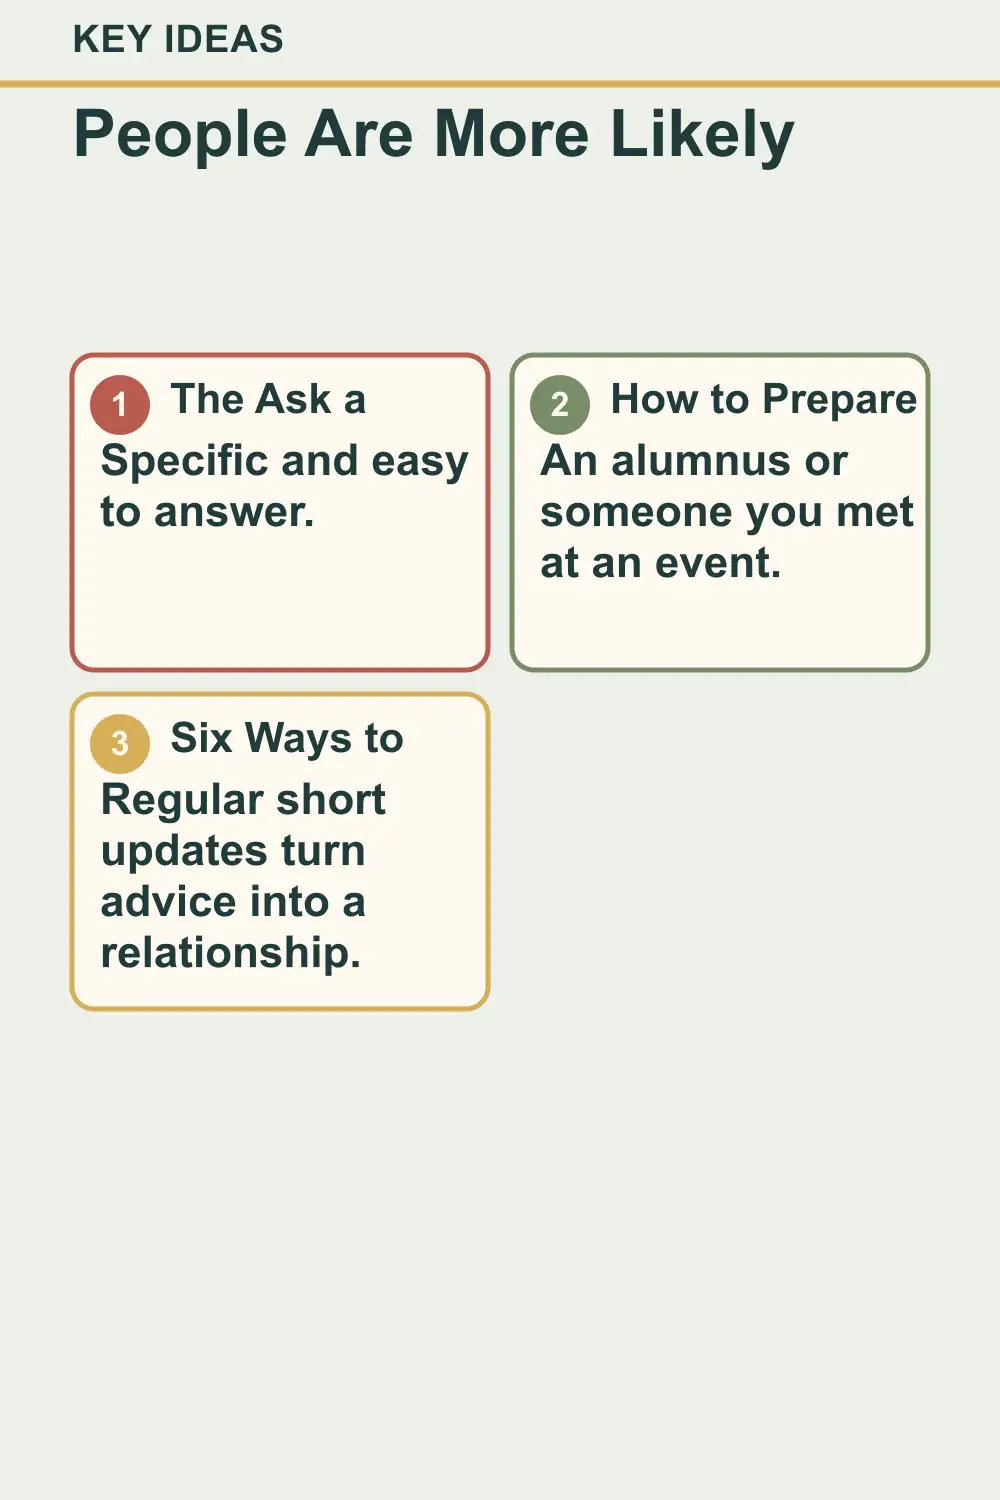 KEY IDEAS
People Are More Likely
1 The Ask a
Specific and easy
to answer.
2 How to Prepare
An alumnus or
someone you met
at an event.
3 Six Ways to
Regular short
updates turn
advice into a
relationship.